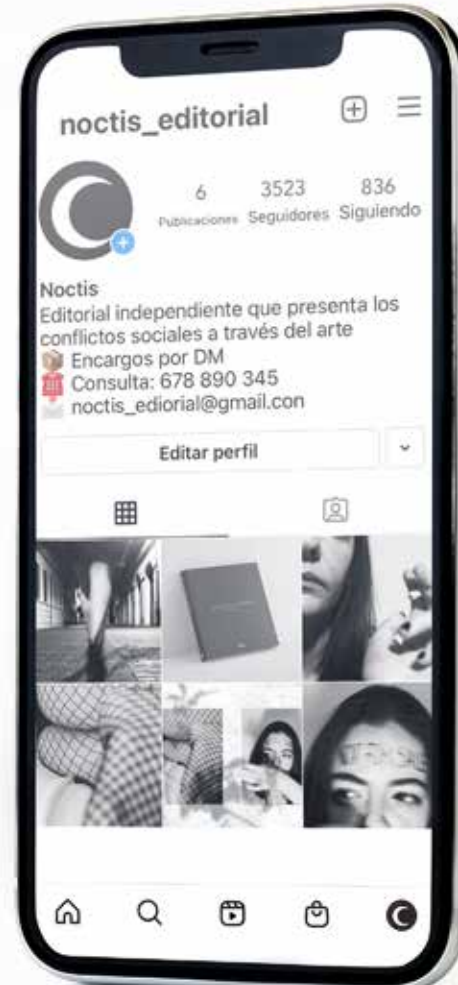 noctis_editorial
6 3523 836
Publicaciones Seguidores Siguiendo
Noctis
Editorial independiente que presenta los
conflictos sociales a través del arte
Encargos por DM
Consulta: 678 890 345
noctis_ediorial@gmail.con
Editar perfil